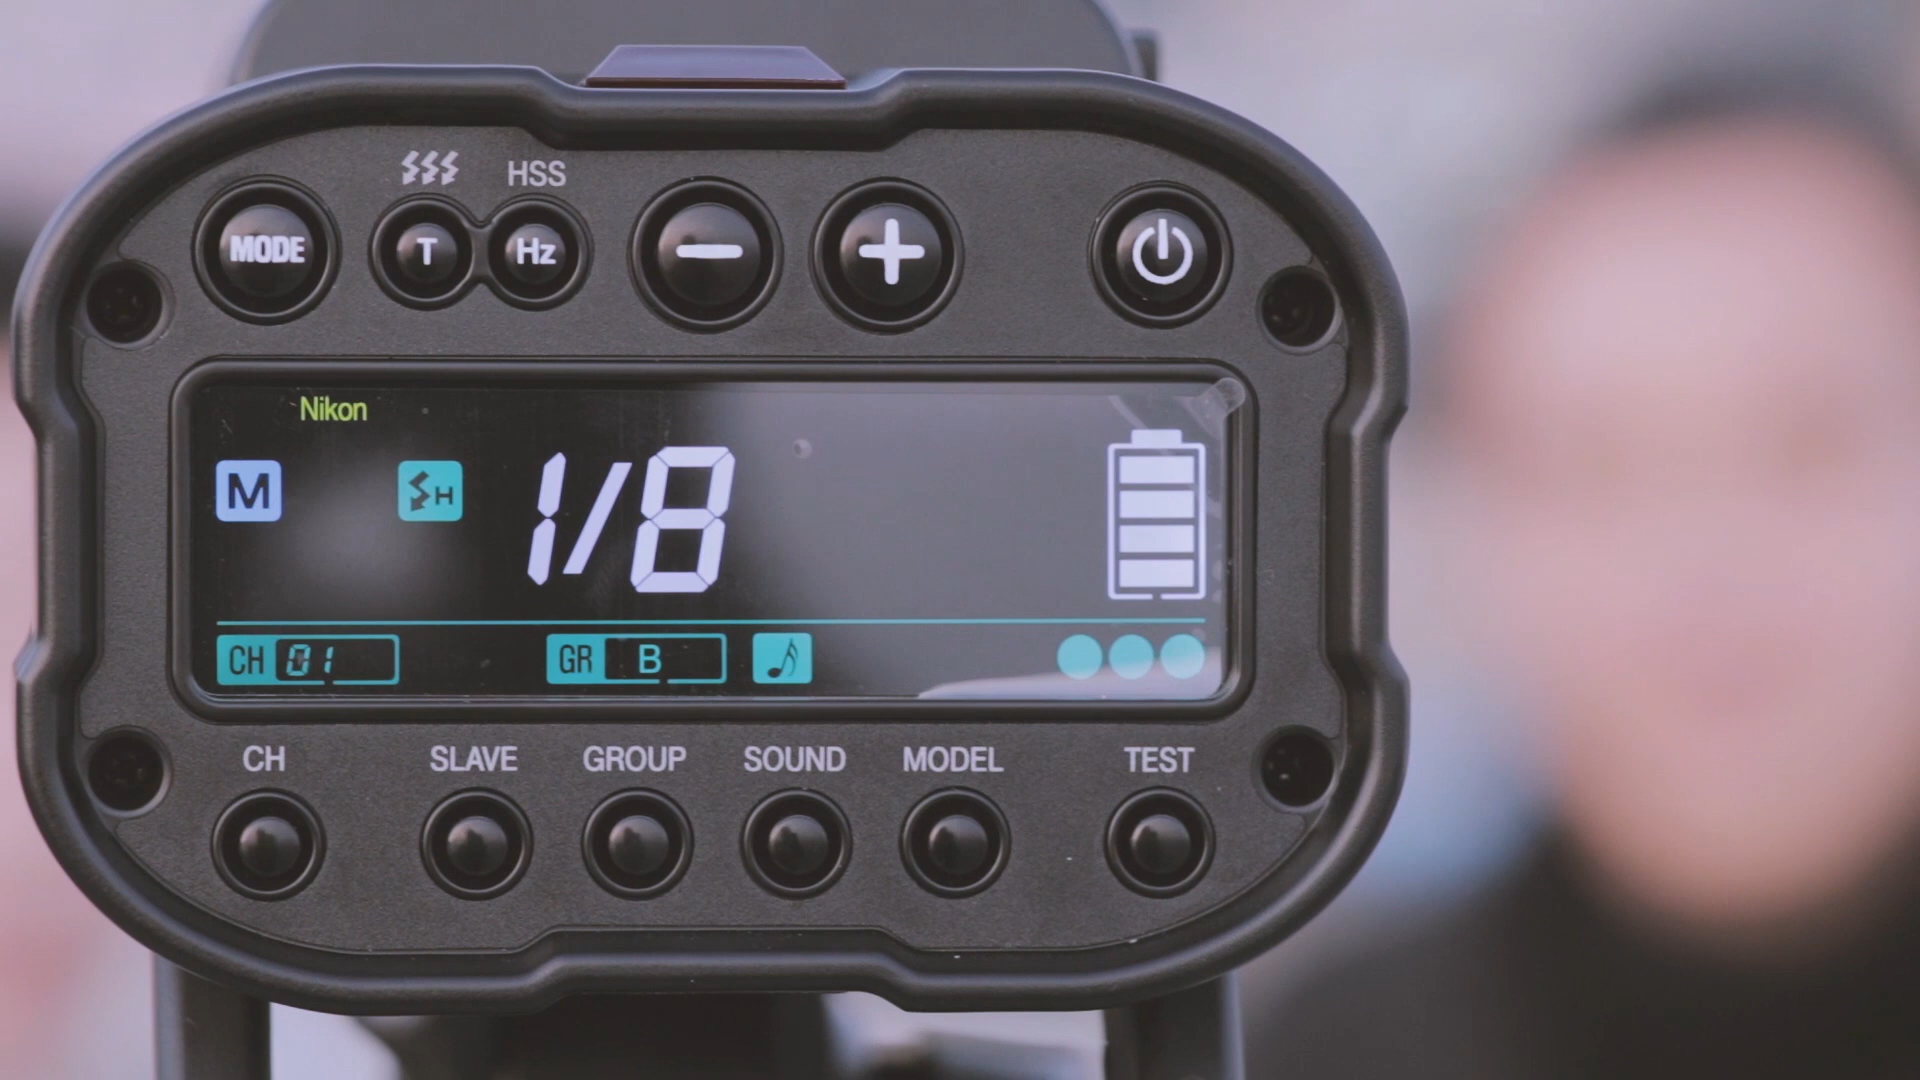 HSS
MODE T Hz
Nikon
M H 1/8
CH 01 GR B
CH SLAVE GROUP SOUND MODEL TEST